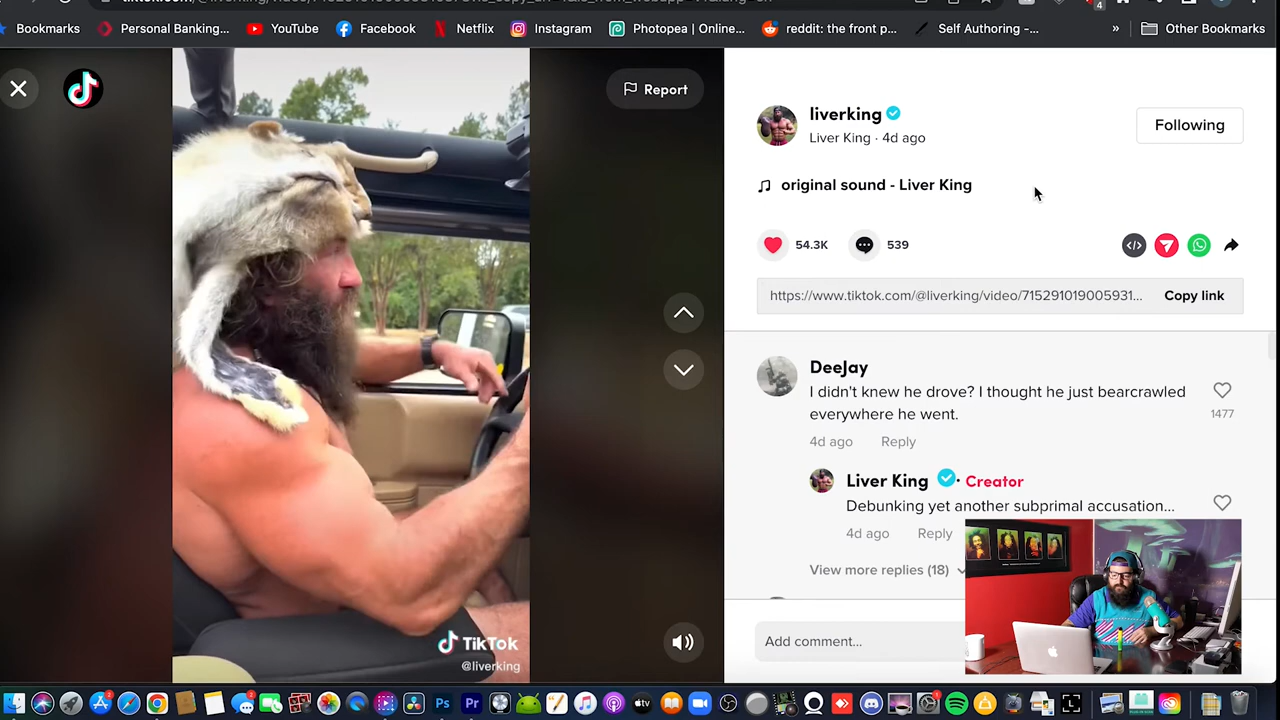 Bookmarks
Personal Banking...
YouTube
Facebook
Netflix
Instagram
Photopea | Online...
reddit: the front p...
Self Authoring -...
»
Other Bookmarks
4
Report
liverking
Liver King · 4d ago
Following
original sound - Liver King
54.3K
539
https://www.tiktok.com/@liverking/video/715291019005931...
Copy link
DeeJay
I didn't knew he drove? I thought he just bearcrawled
everywhere he went.
1477
4d ago
Reply
Liver King · Creator
Debunking yet another subprimal accusation...
4d ago
Reply
View more replies (18)
Add comment...
TikTok
@liverking